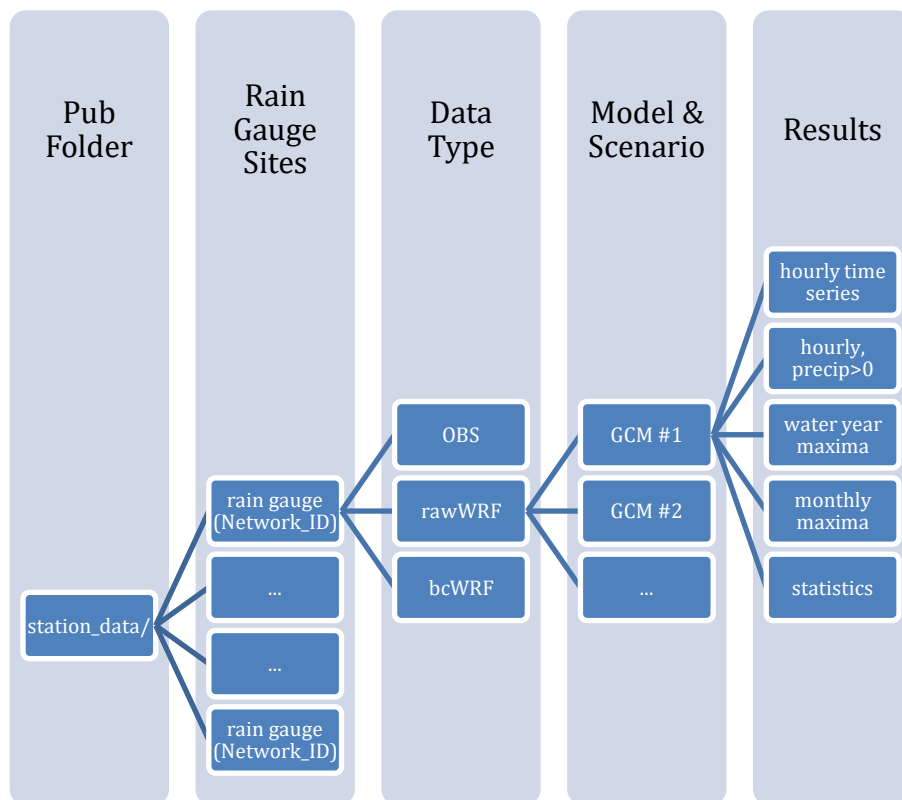 Pub
Folder
Rain
Gauge
Sites
Data
Type
Model &
Scenario
Results
station_data/
rain gauge
(Network_ID)
...
...
rain gauge
(Network_ID)
OBS
rawWRF
bcWRF
GCM #1
GCM #2
...
hourly time
series
hourly,
precip>0
water year
maxima
monthly
maxima
statistics